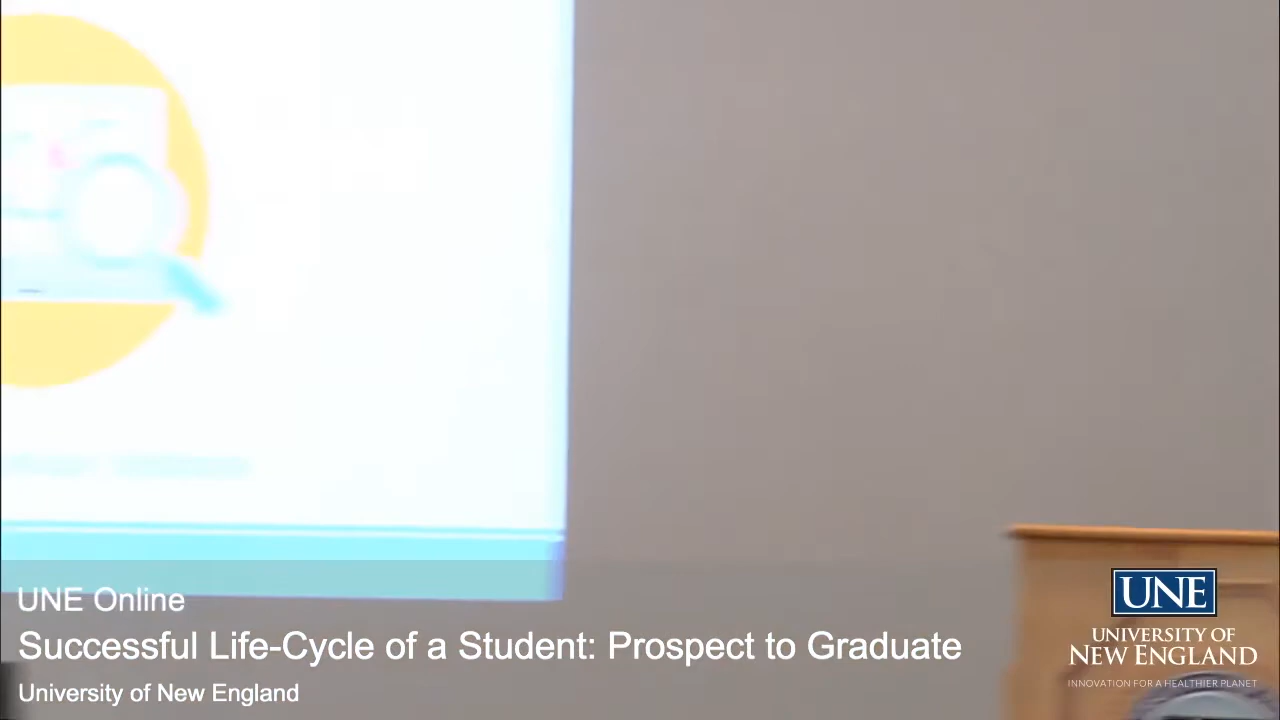 UNE Online
Successful Life-Cycle of a Student: Prospect to Graduate
University of New England
UNE
UNIVERSITY OF
NEW ENGLAND
INNOVATION FOR A HEALTHIER PLANET